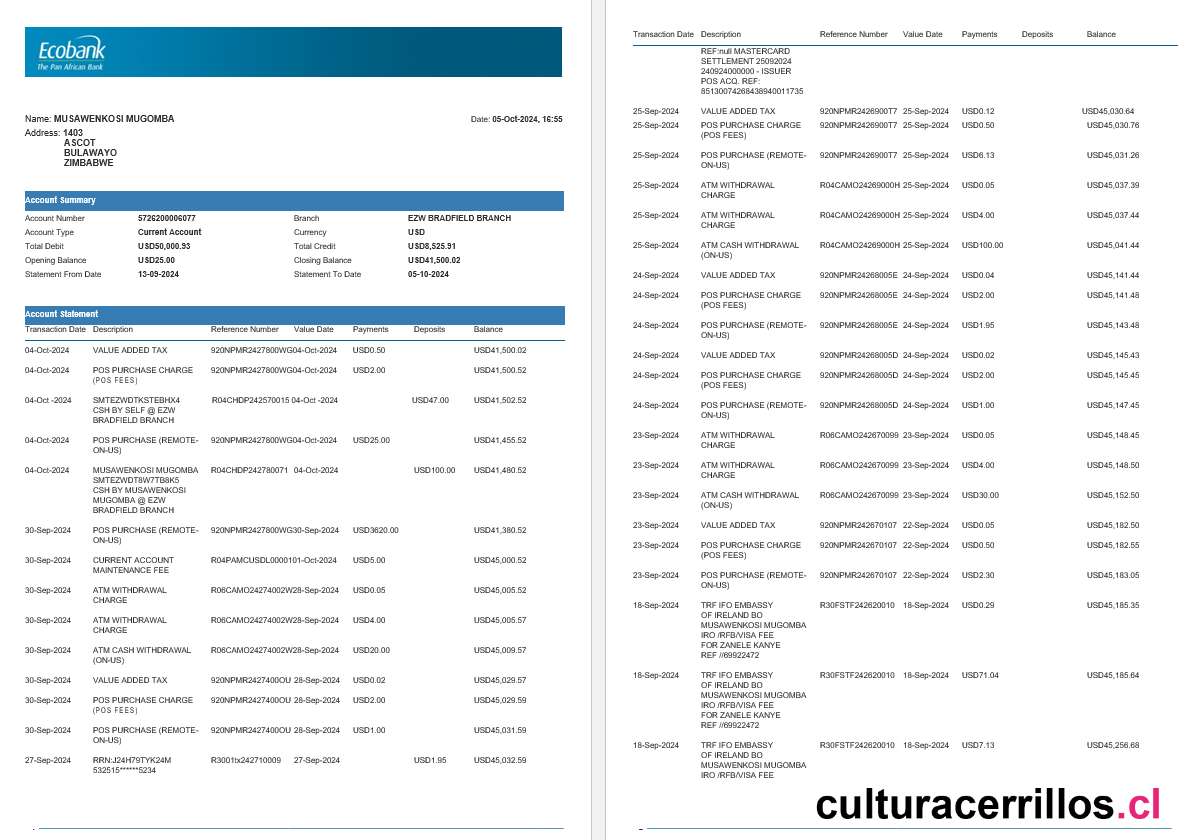 Ecobank
The Pan African Bank
Name: MUSAWENKOSI MUGOMBA
Date: 05-Oct-2024, 16:55
Address: 1403
ASCOT
BULAWAYO
ZIMBABWE
Account Summary
Account Number 5726200006077 Branch EZW BRADFIELD BRANCH
Account Type Current Account Currency USD
Total Debit USD50,000.93 Total Credit USD8,525.91
Opening Balance USD25.00 Closing Balance USD41,500.02
Statement From Date 13-09-2024 Statement To Date 05-10-2024
Account Statement
Transaction Date Description Reference Number Value Date Payments Deposits Balance
04-Oct-2024 VALUE ADDED TAX 920NPMR2427800WG04-Oct-2024 USD0.50 USD41,500.02
04-Oct-2024 POS PURCHASE CHARGE 920NPMR2427800WG04-Oct-2024 USD2.00 USD41,500.52
(POS FEES)
04-Oct -2024 SMTEZWDTKSTEBHX4 R04CHDP242570015 04-Oct -2024 USD47.00 USD41,502.52
CSH BY SELF @ EZW
BRADFIELD BRANCH
04-Oct-2024 POS PURCHASE (REMOTE- 920NPMR2427800WG04-Oct-2024 USD25.00 USD41,455.52
ON-US)
04-Oct-2024 MUSAWENKOSI MUGOMBA R04CHDP242780071 04-Oct-2024 USD100.00 USD41,480.52
SMTEZWDT8W7TB8K5
CSH BY MUSAWENKOSI
MUGOMBA @ EZW
BRADFIELD BRANCH
30-Sep-2024 POS PURCHASE (REMOTE- 920NPMR2427800WG30-Sep-2024 USD3620.00 USD41,380.52
ON-US)
30-Sep-2024 CURRENT ACCOUNT R04PAMCUSDL0000101-Oct-2024 USD5.00 USD45,000.52
MAINTENANCE FEE
30-Sep-2024 ATM WITHDRAWAL R06CAMO24274002W28-Sep-2024 USD0.05 USD45,005.52
CHARGE
30-Sep-2024 ATM WITHDRAWAL R06CAMO24274002W28-Sep-2024 USD4.00 USD45,005.57
CHARGE
30-Sep-2024 ATM CASH WITHDRAWAL R06CAMO24274002W28-Sep-2024 USD20.00 USD45,009.57
(ON-US)
30-Sep-2024 VALUE ADDED TAX 920NPMR2427400OU 28-Sep-2024 USD0.02 USD45,029.57
30-Sep-2024 POS PURCHASE CHARGE 920NPMR2427400OU 28-Sep-2024 USD2.00 USD45,029.59
(POS FEES)
30-Sep-2024 POS PURCHASE (REMOTE- 920NPMR2427400OU 28-Sep-2024 USD1.00 USD45,031.59
ON-US)
27-Sep-2024 RRN:J24H79TYK24M R3001tx242710009 27-Sep-2024 USD1.95 USD45,032.59
532515******5234
Transaction Date Description Reference Number Value Date Payments Deposits Balance
REF:null MASTERCARD
SETTLEMENT 25092024
240924000000 - ISSUER
POS ACQ. REF:
85130074268438940011735
25-Sep-2024 VALUE ADDED TAX 920NPMR2426900T7 25-Sep-2024 USD0.12 USD45,030.64
25-Sep-2024 POS PURCHASE CHARGE 920NPMR2426900T7 25-Sep-2024 USD0.50 USD45,030.76
(POS FEES)
25-Sep-2024 POS PURCHASE (REMOTE- 920NPMR2426900T7 25-Sep-2024 USD6.13 USD45,031.26
ON-US)
25-Sep-2024 ATM WITHDRAWAL R04CAMO24269000H 25-Sep-2024 USD0.05 USD45,037.39
CHARGE
25-Sep-2024 ATM WITHDRAWAL R04CAMO24269000H 25-Sep-2024 USD4.00 USD45,037.44
CHARGE
25-Sep-2024 ATM CASH WITHDRAWAL R04CAMO24269000H 25-Sep-2024 USD100.00 USD45,041.44
(ON-US)
24-Sep-2024 VALUE ADDED TAX 920NPMR24268005E 24-Sep-2024 USD0.04 USD45,141.44
24-Sep-2024 POS PURCHASE CHARGE 920NPMR24268005E 24-Sep-2024 USD2.00 USD45,141.48
(POS FEES)
24-Sep-2024 POS PURCHASE (REMOTE- 920NPMR24268005E 24-Sep-2024 USD1.95 USD45,143.48
ON-US)
24-Sep-2024 VALUE ADDED TAX 920NPMR24268005D 24-Sep-2024 USD0.02 USD45,145.43
24-Sep-2024 POS PURCHASE CHARGE 920NPMR24268005D 24-Sep-2024 USD2.00 USD45,145.45
(POS FEES)
24-Sep-2024 POS PURCHASE (REMOTE- 920NPMR24268005D 24-Sep-2024 USD1.00 USD45,147.45
ON-US)
23-Sep-2024 ATM WITHDRAWAL R06CAMO242670099 23-Sep-2024 USD0.05 USD45,148.45
CHARGE
23-Sep-2024 ATM WITHDRAWAL R06CAMO242670099 23-Sep-2024 USD4.00 USD45,148.50
CHARGE
23-Sep-2024 ATM CASH WITHDRAWAL R06CAMO242670099 23-Sep-2024 USD30.00 USD45,152.50
(ON-US)
23-Sep-2024 VALUE ADDED TAX 920NPMR242670107 22-Sep-2024 USD0.05 USD45,182.50
23-Sep-2024 POS PURCHASE CHARGE 920NPMR242670107 22-Sep-2024 USD0.50 USD45,182.55
(POS FEES)
23-Sep-2024 POS PURCHASE (REMOTE- 920NPMR242670107 22-Sep-2024 USD2.30 USD45,183.05
ON-US)
18-Sep-2024 TRF IFO EMBASSY R30FSTF242620010 18-Sep-2024 USD0.29 USD45,185.35
OF IRELAND BO
MUSAWENKOSI MUGOMBA
IRO /RFB/VISA FEE
FOR ZANELE KANYE
REF //69922472
18-Sep-2024 TRF IFO EMBASSY R30FSTF242620010 18-Sep-2024 USD71.04 USD45,185.64
OF IRELAND BO
MUSAWENKOSI MUGOMBA
IRO /RFB/VISA FEE
FOR ZANELE KANYE
REF //69922472
18-Sep-2024 TRF IFO EMBASSY R30FSTF242620010 18-Sep-2024 USD7.13 USD45,256.68
OF IRELAND BO
MUSAWENKOSI MUGOMBA
IRO /RFB/VISA FEE
culturacerrillos.cl